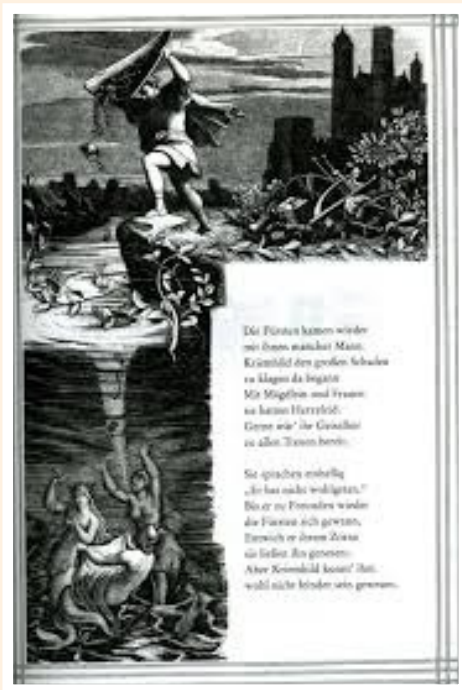 Die Fürsten kamen wieder
mit ihnen mancher Mann.
Kriemhild den großen Schaden
zu klagen da begann
Mit Mägdlein und Frauen;
sie hatten Herzeleid.
Gerne wär' ihr
zu allen Treuen bereit.
Sie sprachen einhellig
„Er hat nicht wohlgetan."
Bis er zu Freunden wieder
die Fürsten sich gewann,
Entwich er ihrem Zorne
sie ließen ihn genesen;
Aber Kriemhild konnt' ihm
wohl nicht finder sein gewesen.